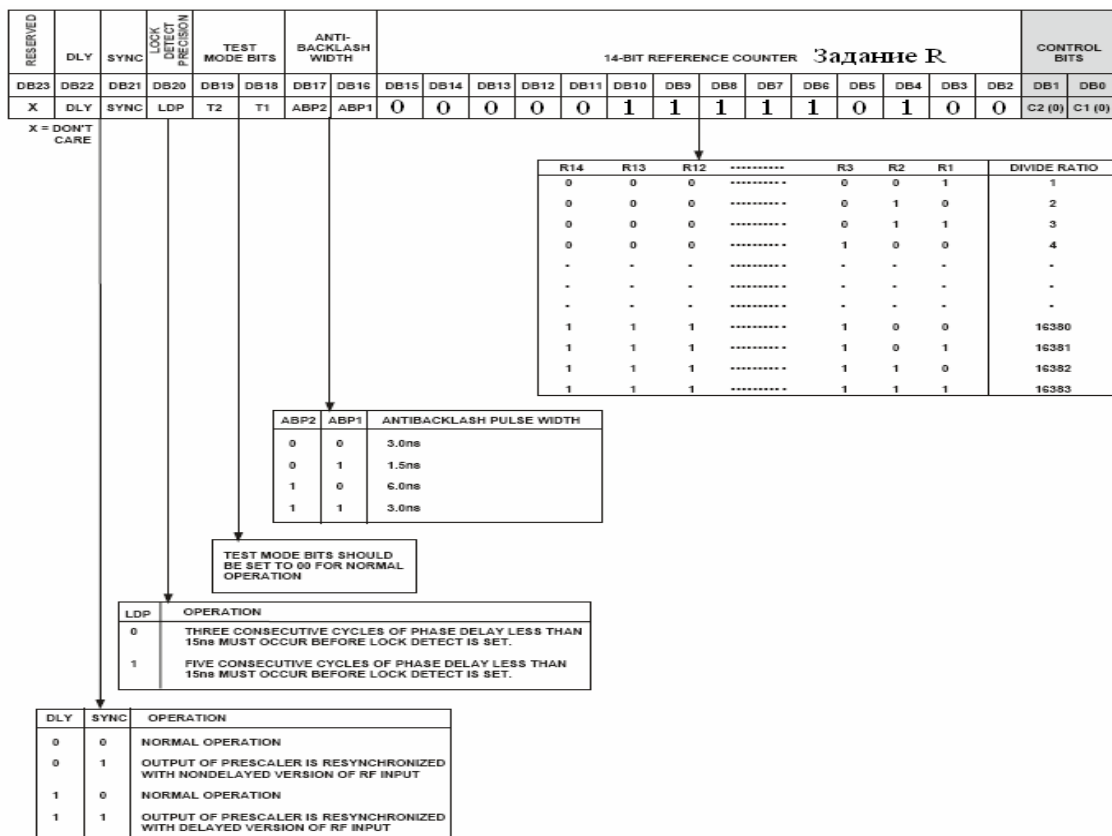 RESERVED
DLY
SYNC
LOCK
DETECT
PRECISION
TEST
MODE BITS
ANTI-
BACKLASH
WIDTH
14-BIT REFERENCE COUNTER Задание R
CONTROL
BITS
DB23 DB22 DB21 DB20 DB19 DB18 DB17 DB16 DB15 DB14 DB13 DB12 DB11 DB10 DB9 DB8 DB7 DB6 DB5 DB4 DB3 DB2 DB1 DB0
X DLY SYNC LDP T2 T1 ABP2 ABP1 0 0 0 0 0 1 1 1 1 1 0 1 0 0 C2 (0) C1 (0)
X = DON'T
CARE
R14 R13 R12 ---------- R3 R2 R1 DIVIDE RATIO
0 0 0 ---------- 0 0 1 1
0 0 0 ---------- 0 1 0 2
0 0 0 ---------- 0 1 1 3
0 0 0 ---------- 1 0 0 4
- - - ---------- - - - -
- - - ---------- - - - -
- - - ---------- - - - -
1 1 1 ---------- 1 0 0 16380
1 1 1 ---------- 1 0 1 16381
1 1 1 ---------- 1 1 0 16382
1 1 1 ---------- 1 1 1 16383
ABP2 ABP1 ANTIBACKLASH PULSE WIDTH
0 0 3.0ns
0 1 1.5ns
1 0 6.0ns
1 1 3.0ns
TEST MODE BITS SHOULD
BE SET TO 00 FOR NORMAL
OPERATION
LDP OPERATION
0 THREE CONSECUTIVE CYCLES OF PHASE DELAY LESS THAN
15ns MUST OCCUR BEFORE LOCK DETECT IS SET.
1 FIVE CONSECUTIVE CYCLES OF PHASE DELAY LESS THAN
15ns MUST OCCUR BEFORE LOCK DETECT IS SET.
DLY SYNC OPERATION
0 0 NORMAL OPERATION
0 1 OUTPUT OF PRESCALER IS RESYNCHRONIZED
WITH NONDELAYED VERSION OF RF INPUT
1 0 NORMAL OPERATION
1 1 OUTPUT OF PRESCALER IS RESYNCHRONIZED
WITH DELAYED VERSION OF RF INPUT